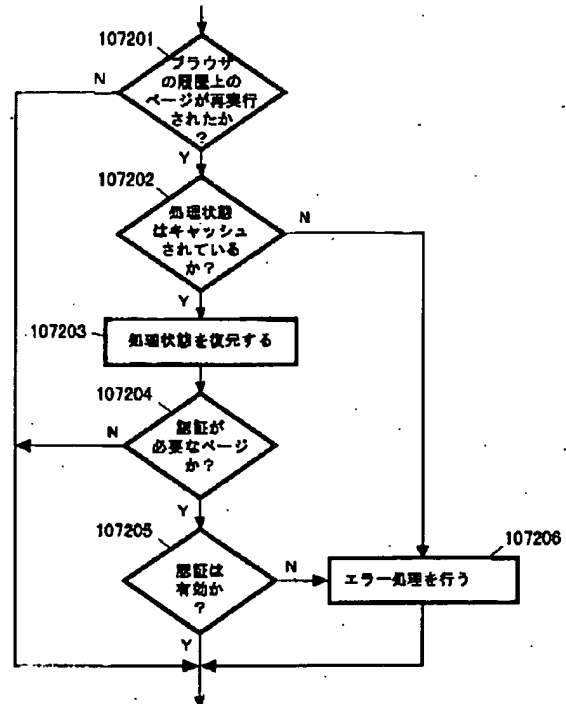 107201
ブラウザ
の履歴上の
ページが再実行
されたか
?
N
Y
107202
処理状態
はキャッシュ
されている
か?
N
Y
107203
処理状態を復元する
107204
認証が
必要なページ
か?
N
Y
107205
認証は
有効か
?
N
107206
エラー処理を行う
Y